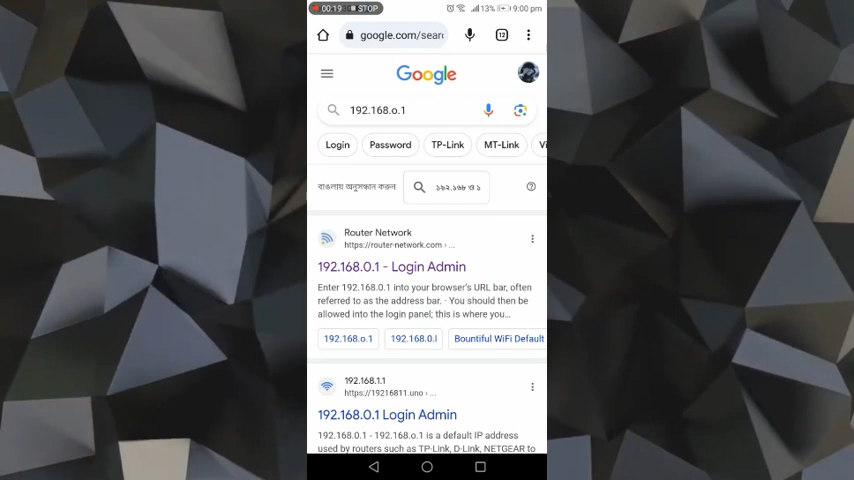 00:19 STOP 13% 9:00 pm
google.com/searc 12
Google
192.168.o.1
Login Password TP-Link MT-Link Vi
বাঙলায় অনুসন্ধান করুন ১৯২.১৬৮ ও ১
Router Network
https://router-network.com › ...
192.168.0.1 - Login Admin
Enter 192.168.0.1 into your browser's URL bar, often
referred to as the address bar. · You should then be
allowed into the login panel; this is where you...
192.168.o.1 192.168.0.l Bountiful WiFi Default
192.168.1.1
https://19216811.uno › ...
192.168.0.1 Login Admin
192.168.0.1 - 192.168.o.1 is a default IP address
used by routers such as TP-Link, D-Link, NETGEAR to